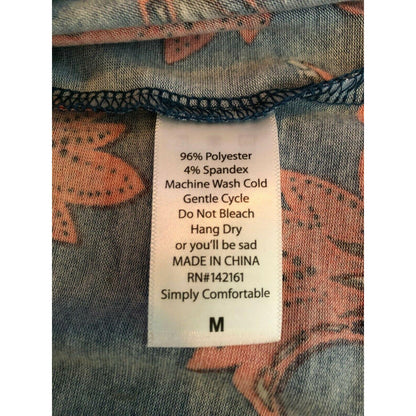 96% Polyester
4% Spandex
Machine Wash Cold
Gentle Cycle
Do Not Bleach
Hang Dry
or you'll be sad
MADE IN CHINA
RN#142161
Simply Comfortable
M